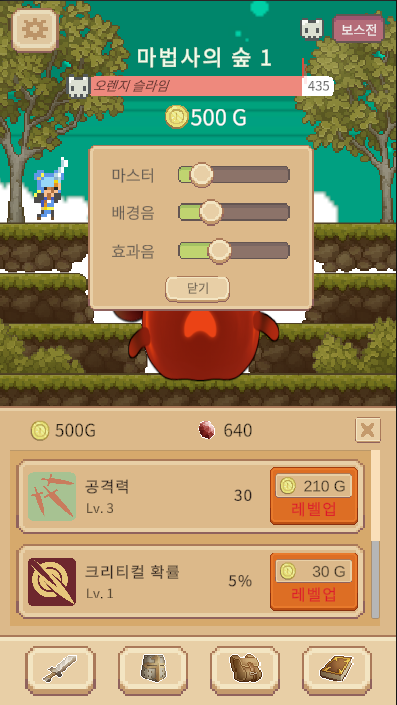 보스전
마법사의 숲 1
오렌지 슬라임 435
500 G
마스터
배경음
효과음
닫기
500G 640
공격력
Lv. 3
30
210 G
레벨업
크리티컬 확률
Lv. 1
5%
30 G
레벨업